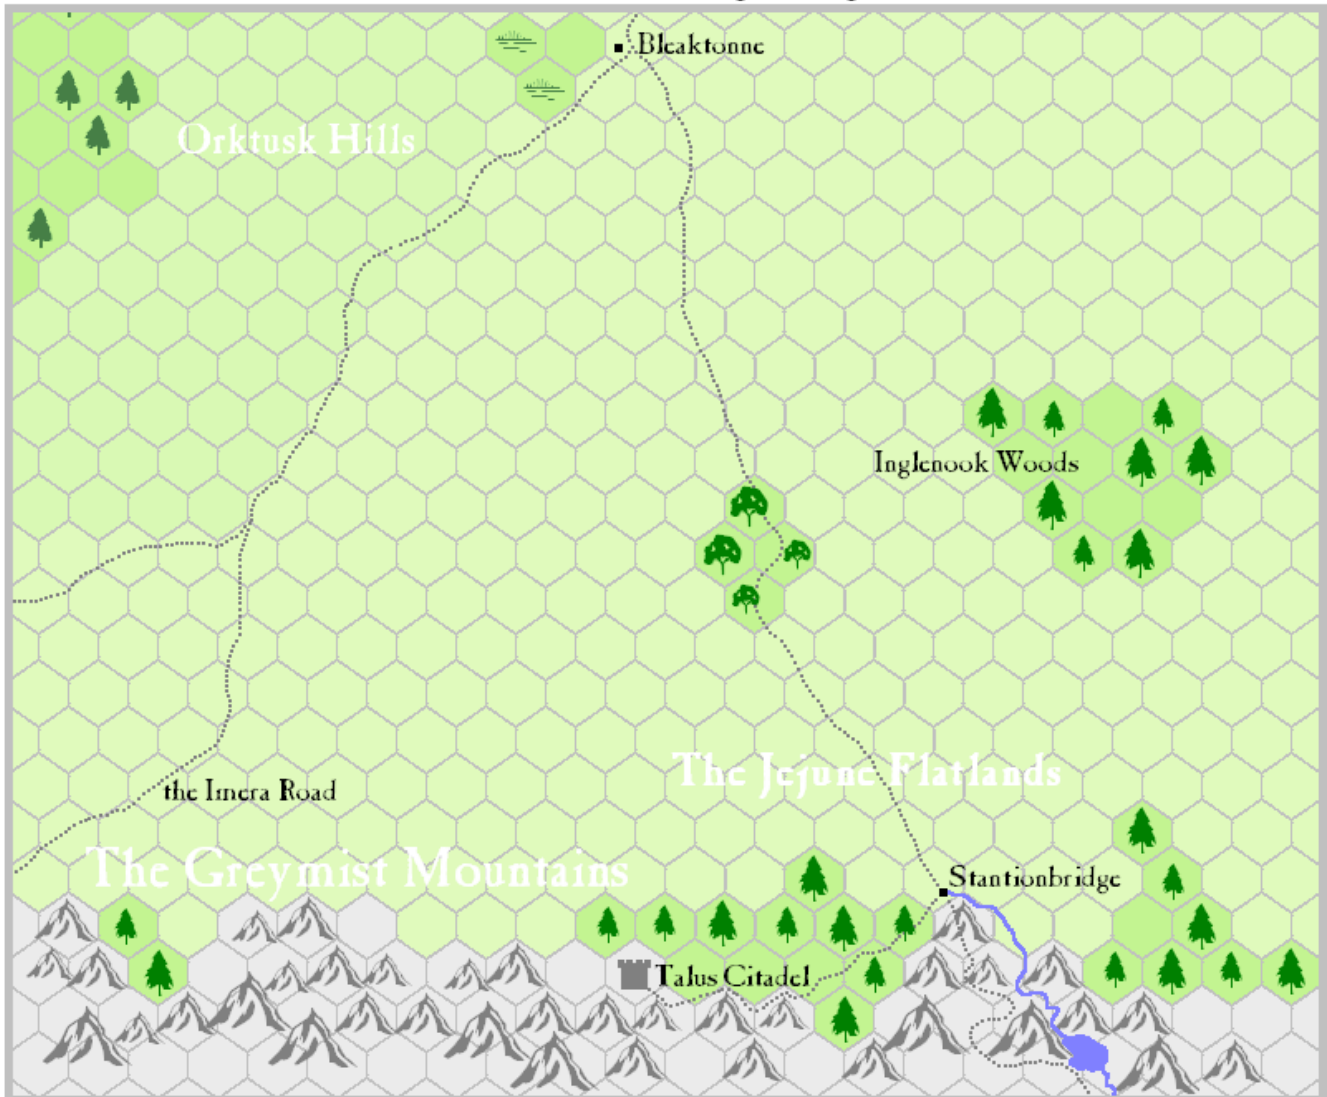 Bleaktonne
Orktusk Hills
Inglenook Woods
The Jejune Flatlands
the Imera Road
The Greymist Mountains
Stantionbridge
Talus Citadel